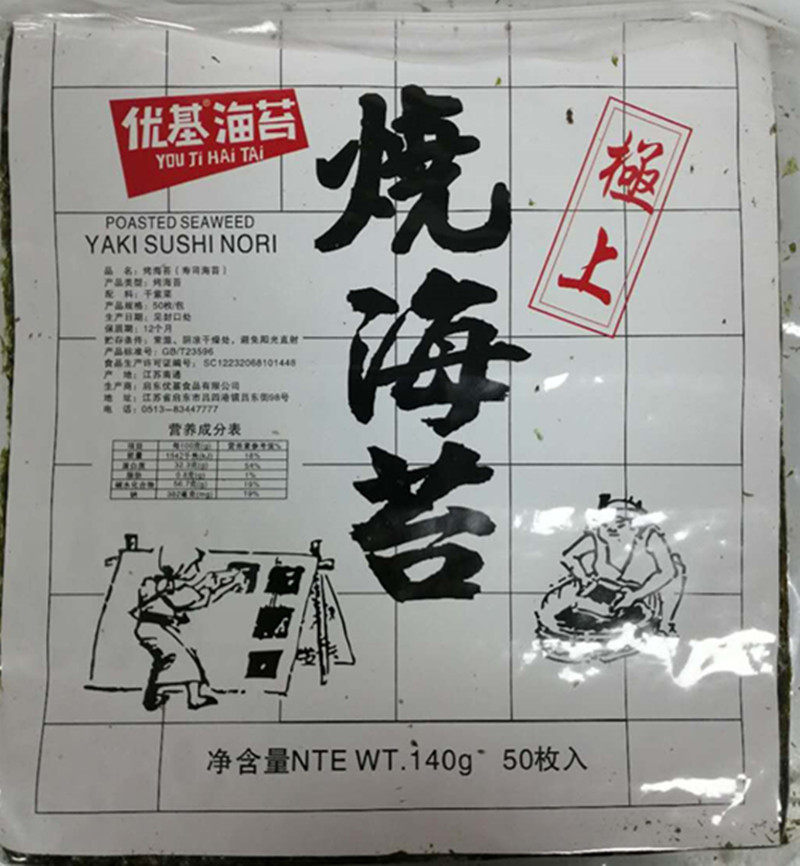 优基®海苔
YOU JI HAI TAI
燒海苔
極上
POASTED SEAWEED
YAKI SUSHI NORI
品 名：烤海苔（寿司海苔）
产品类型：烤海苔
配 料：干紫菜
产品规格：50枚/包
生产日期：见封口处
保质期：12个月
贮存条件：常温、阴凉干燥处，避免阳光直射
产品标准号：GB/T23596
食品生产许可证编号：SC12232068101448
产 地：江苏南通
生产商：启东优基食品有限公司
地 址：江苏省启东市吕四港镇吕东街98号
电 话：0513—83447777
营养成分表
项目 每100克(g) 营养素参考值%
能量 1542千焦(kJ) 18%
蛋白质 32.3克(g) 54%
脂肪 0.8克(g) 1%
碳水化合物 56.7克(g) 19%
钠 382毫克(mg) 19%
净含量NTE WT.140g 50枚入